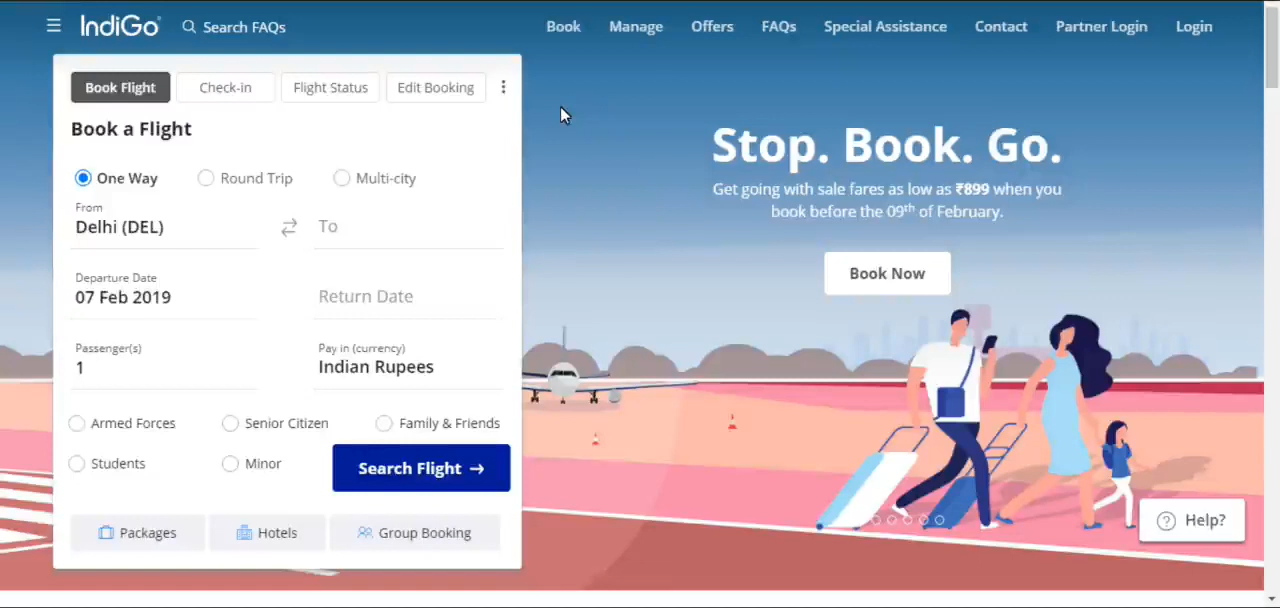 IndiGo
Search FAQs
Book
Manage
Offers
FAQs
Special Assistance
Contact
Partner Login
Login
Book Flight
Check-in
Flight Status
Edit Booking
Book a Flight
One Way
Round Trip
Multi-city
From
Delhi (DEL)
To
Departure Date
07 Feb 2019
Return Date
Passenger(s)
1
Pay in (currency)
Indian Rupees
Armed Forces
Senior Citizen
Family & Friends
Students
Minor
Search Flight →
Packages
Hotels
Group Booking
Stop. Book. Go.
Get going with sale fares as low as ₹899 when you
book before the 09th of February.
Book Now
? Help?